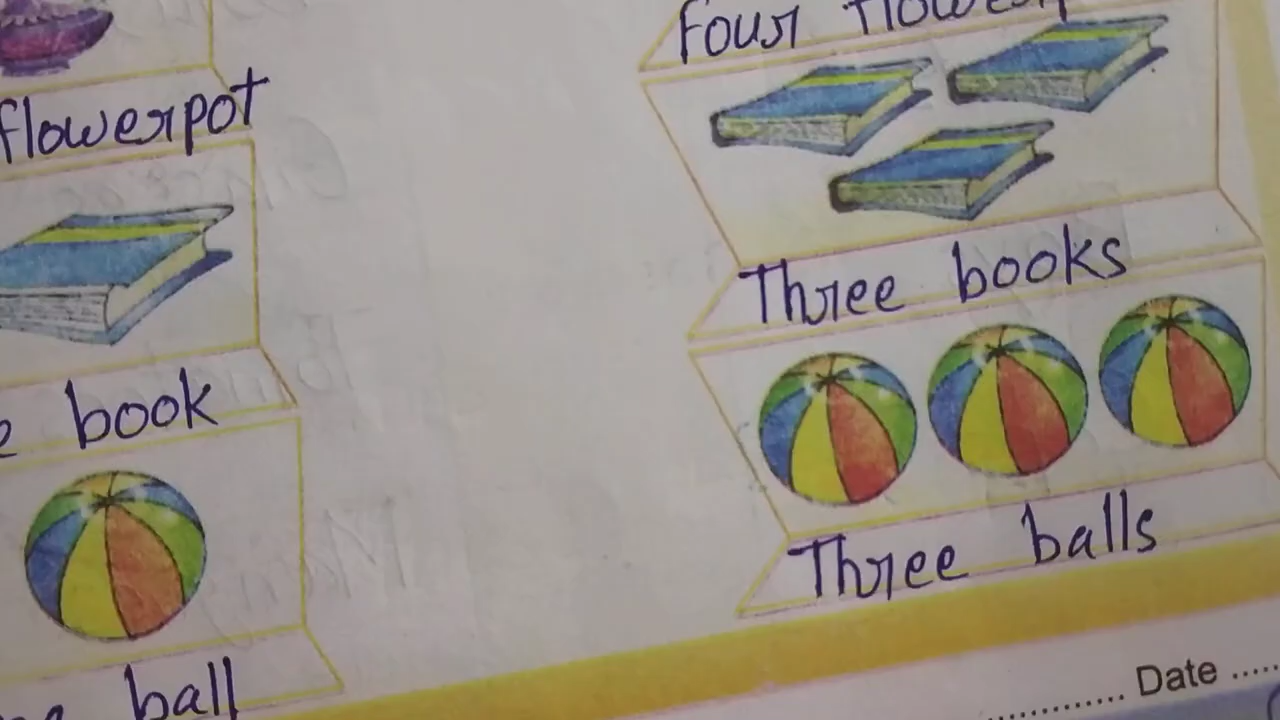 flowerpot
book
ball
Four
Three books
Three balls
Date